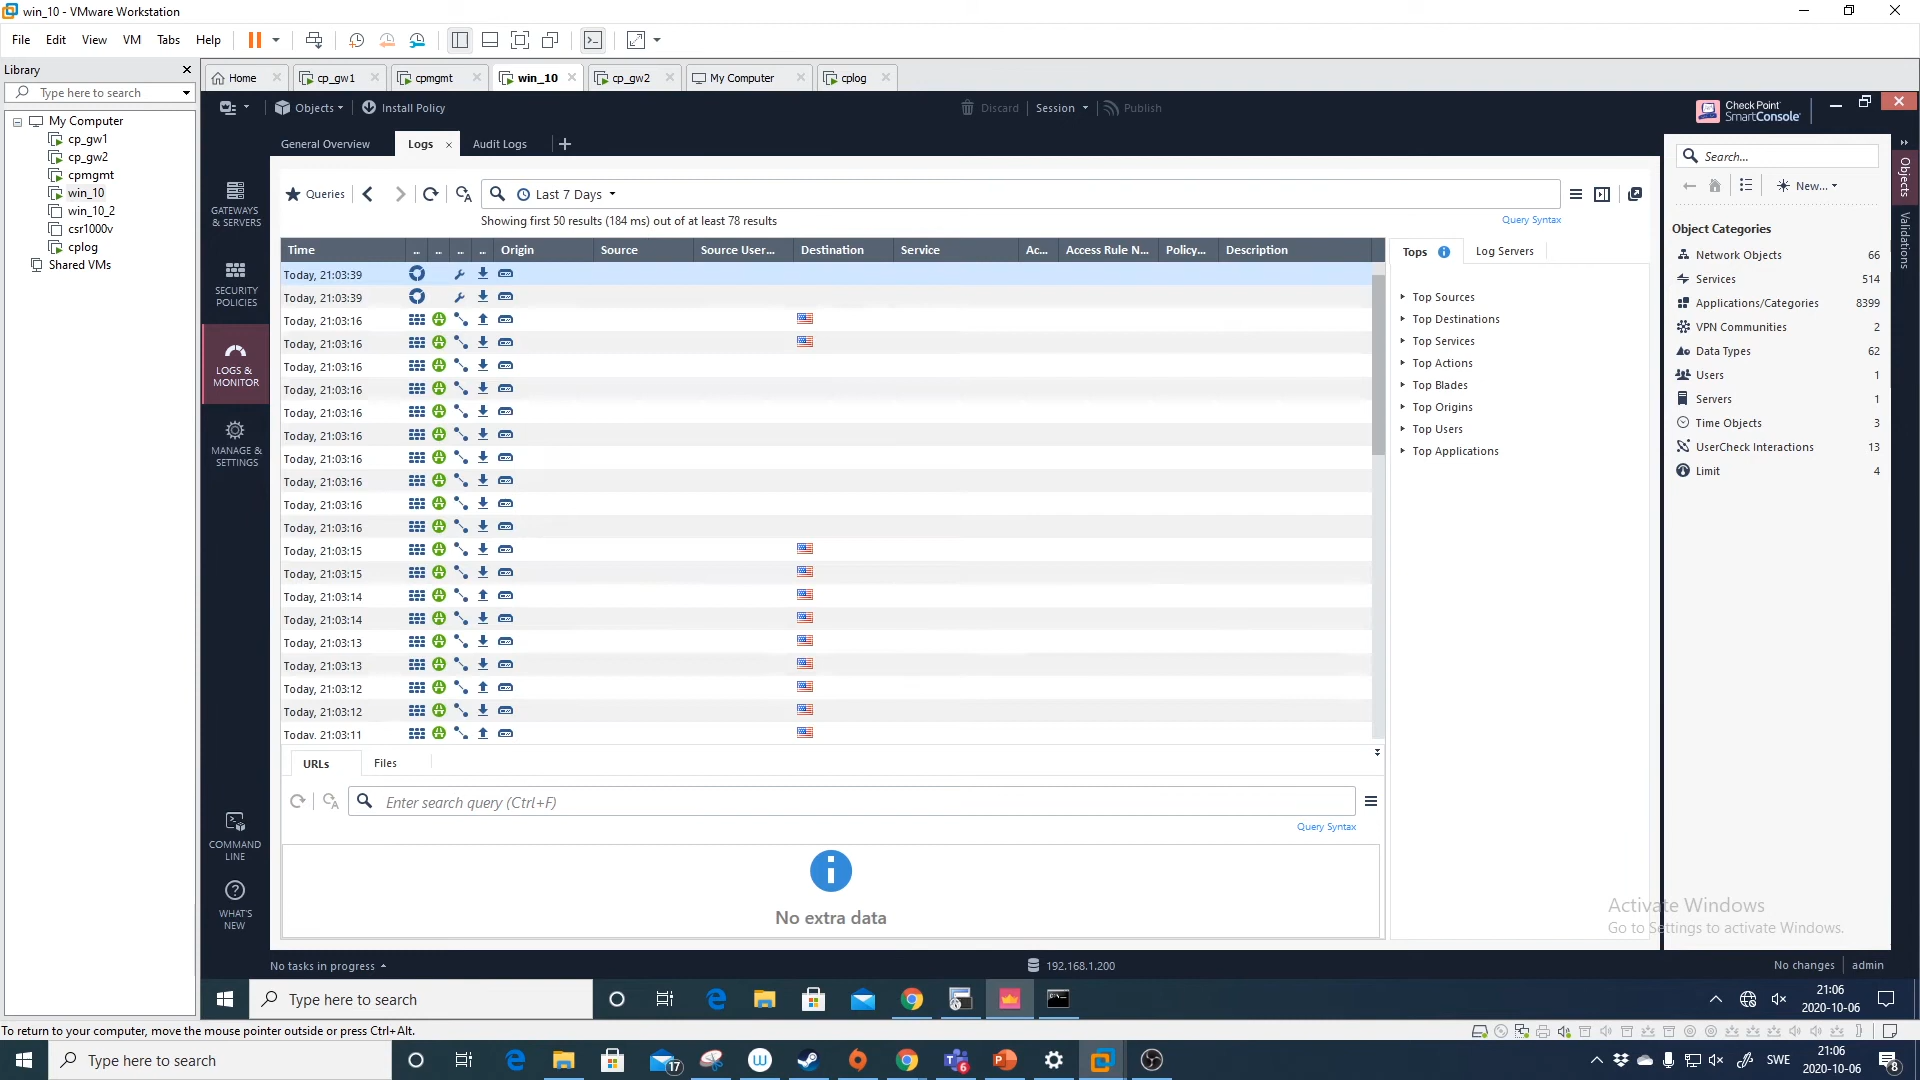 win_10 - VMware Workstation
File Edit View VM Tabs Help
Library
Type here to search
My Computer
cp_gw1
cp_gw2
cpmgmt
win_10
win_10_2
csr1000v
cplog
Shared VMs
Home cp_gw1 cpmgmt win_10 cp_gw2 My Computer cplog
Objects Install Policy Discard Session Publish Check Point SmartConsole
General Overview Logs Audit Logs
GATEWAYS & SERVERS
SECURITY POLICIES
LOGS & MONITOR
MANAGE & SETTINGS
COMMAND LINE
WHAT'S NEW
Queries Last 7 Days
Showing first 50 results (184 ms) out of at least 78 results
Query Syntax
Time .. .. .. .. Origin Source Source User... Destination Service Ac... Access Rule N... Policy... Description
Today, 21:03:39
Today, 21:03:39
Today, 21:03:16
Today, 21:03:16
Today, 21:03:16
Today, 21:03:16
Today, 21:03:16
Today, 21:03:16
Today, 21:03:16
Today, 21:03:16
Today, 21:03:16
Today, 21:03:16
Today, 21:03:15
Today, 21:03:15
Today, 21:03:14
Today, 21:03:14
Today, 21:03:13
Today, 21:03:13
Today, 21:03:12
Today, 21:03:12
Today, 21:03:11
URLs Files
Enter search query (Ctrl+F)
Query Syntax
No extra data
Tops Log Servers
Top Sources
Top Destinations
Top Services
Top Actions
Top Blades
Top Origins
Top Users
Top Applications
Search...
New...
Object Categories
Network Objects 66
Services 514
Applications/Categories 8399
VPN Communities 2
Data Types 62
Users 1
Servers 1
Time Objects 3
UserCheck Interactions 13
Limit 4
Objects
Validations
Activate Windows
Go to Settings to activate Windows.
No tasks in progress 192.168.1.200 No changes admin
Type here to search
21:06
2020-10-06
To return to your computer, move the mouse pointer outside or press Ctrl+Alt.
Type here to search
17
6
SWE
21:06
2020-10-06
8